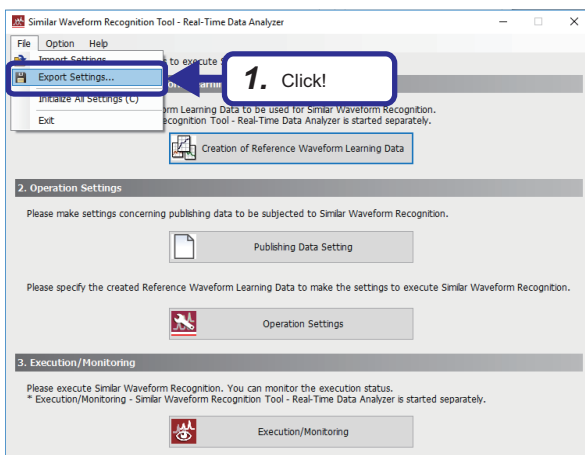 Similar Waveform Recognition Tool - Real-Time Data Analyzer
File Option Help
Import Settings...
to execute
Export Settings...
1. Click!
Initialize All Settings (C)
Learning Data to be used for Similar Waveform Recognition.
Exit
Recognition Tool - Real-Time Data Analyzer is started separately.
Creation of Reference Waveform Learning Data
2. Operation Settings
Please make settings concerning publishing data to be subjected to Similar Waveform Recognition.
Publishing Data Setting
Please specify the created Reference Waveform Learning Data to make the settings to execute Similar Waveform Recognition.
Operation Settings
3. Execution/Monitoring
Please execute Similar Waveform Recognition. You can monitor the execution status.
* Execution/Monitoring - Similar Waveform Recognition Tool - Real-Time Data Analyzer is started separately.
Execution/Monitoring